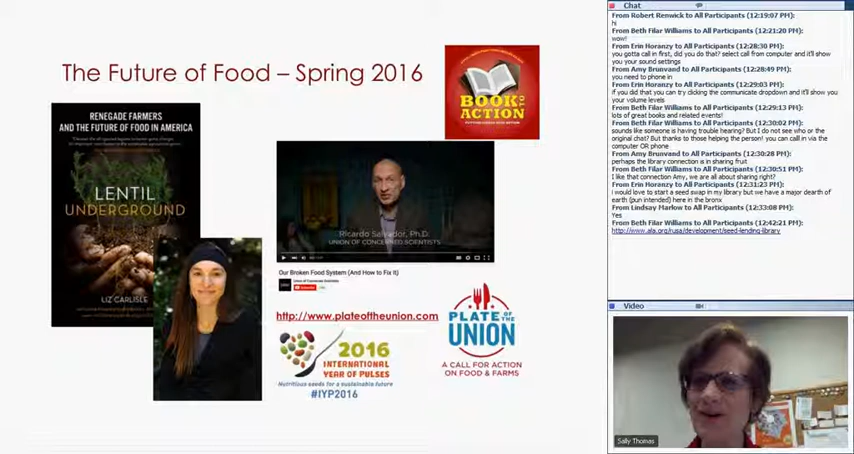 The Future of Food – Spring 2016
BOOK
TO
ACTION
RENEGADE FARMERS
AND THE FUTURE OF FOOD IN AMERICA
LENTIL
UNDERGROUND
LIZ CARLISLE
Ricardo Salvador, Ph.D.
UNION OF CONCERNED SCIENTISTS
Our Broken Food System (And How to Fix It)
http://www.plateoftheunion.com
2016
INTERNATIONAL
YEAR OF PULSES
Nutritious seeds for a sustainable future
#IYP2016
PLATE
OF THE
UNION
A CALL FOR ACTION
ON FOOD & FARMS
Chat
From Robert Renwick to All Participants (12:19:07 PM):
hi
From Beth Filar Williams to All Participants (12:21:20 PM):
wow!
From Erin Horanzy to All Participants (12:28:30 PM):
you gotta call in first, did you do that? select call from computer and it'll show
you your sound settings
From Amy Brunvand to All Participants (12:28:49 PM):
you need to phone in
From Erin Horanzy to All Participants (12:29:03 PM):
if you did that you can try clicking the communicate dropdown and it'll show you
your volume levels
From Beth Filar Williams to All Participants (12:29:13 PM):
lots of great books and related events!
From Beth Filar Williams to All Participants (12:30:02 PM):
sounds like someone is having trouble hearing? But I do not see who or the
original chat? But thanks to those helping the person! you can call in via the
computer OR phone
From Amy Brunvand to All Participants (12:30:28 PM):
perhaps the library connection is in sharing fruit
From Beth Filar Williams to All Participants (12:30:51 PM):
I like that connection Amy, we are all about sharing right?
From Erin Horanzy to All Participants (12:31:23 PM):
i would love to start a seed swap in my library but we have a major dearth of
earth (pun intended) here in the bronx
From Lindsay Marlow to All Participants (12:33:08 PM):
Yes
From Beth Filar Williams to All Participants (12:42:21 PM):
http://www.ala.org/rusa/development/seed-lending-library
Video
Sally Thomas